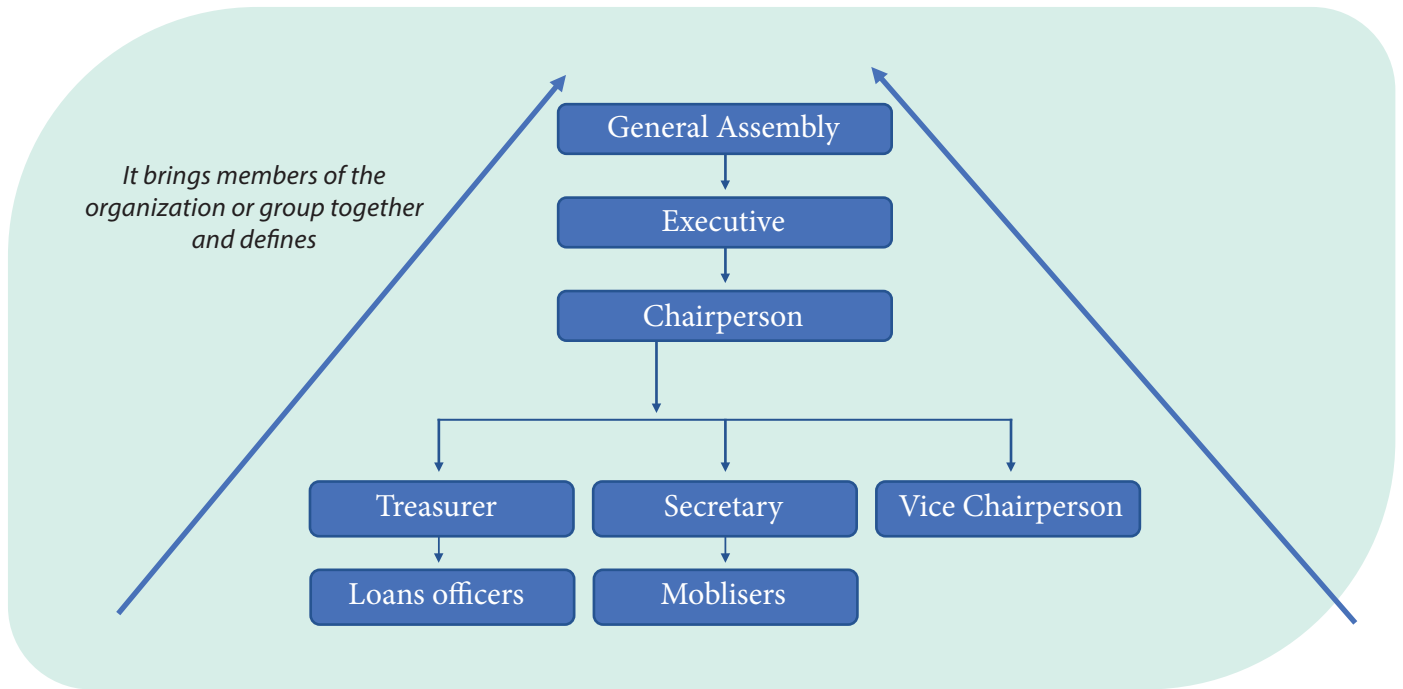 General Assembly
It brings members of the
organization or group together
and defines
Executive
Chairperson
Treasurer
Secretary
Vice Chairperson
Loans officers
Moblisers